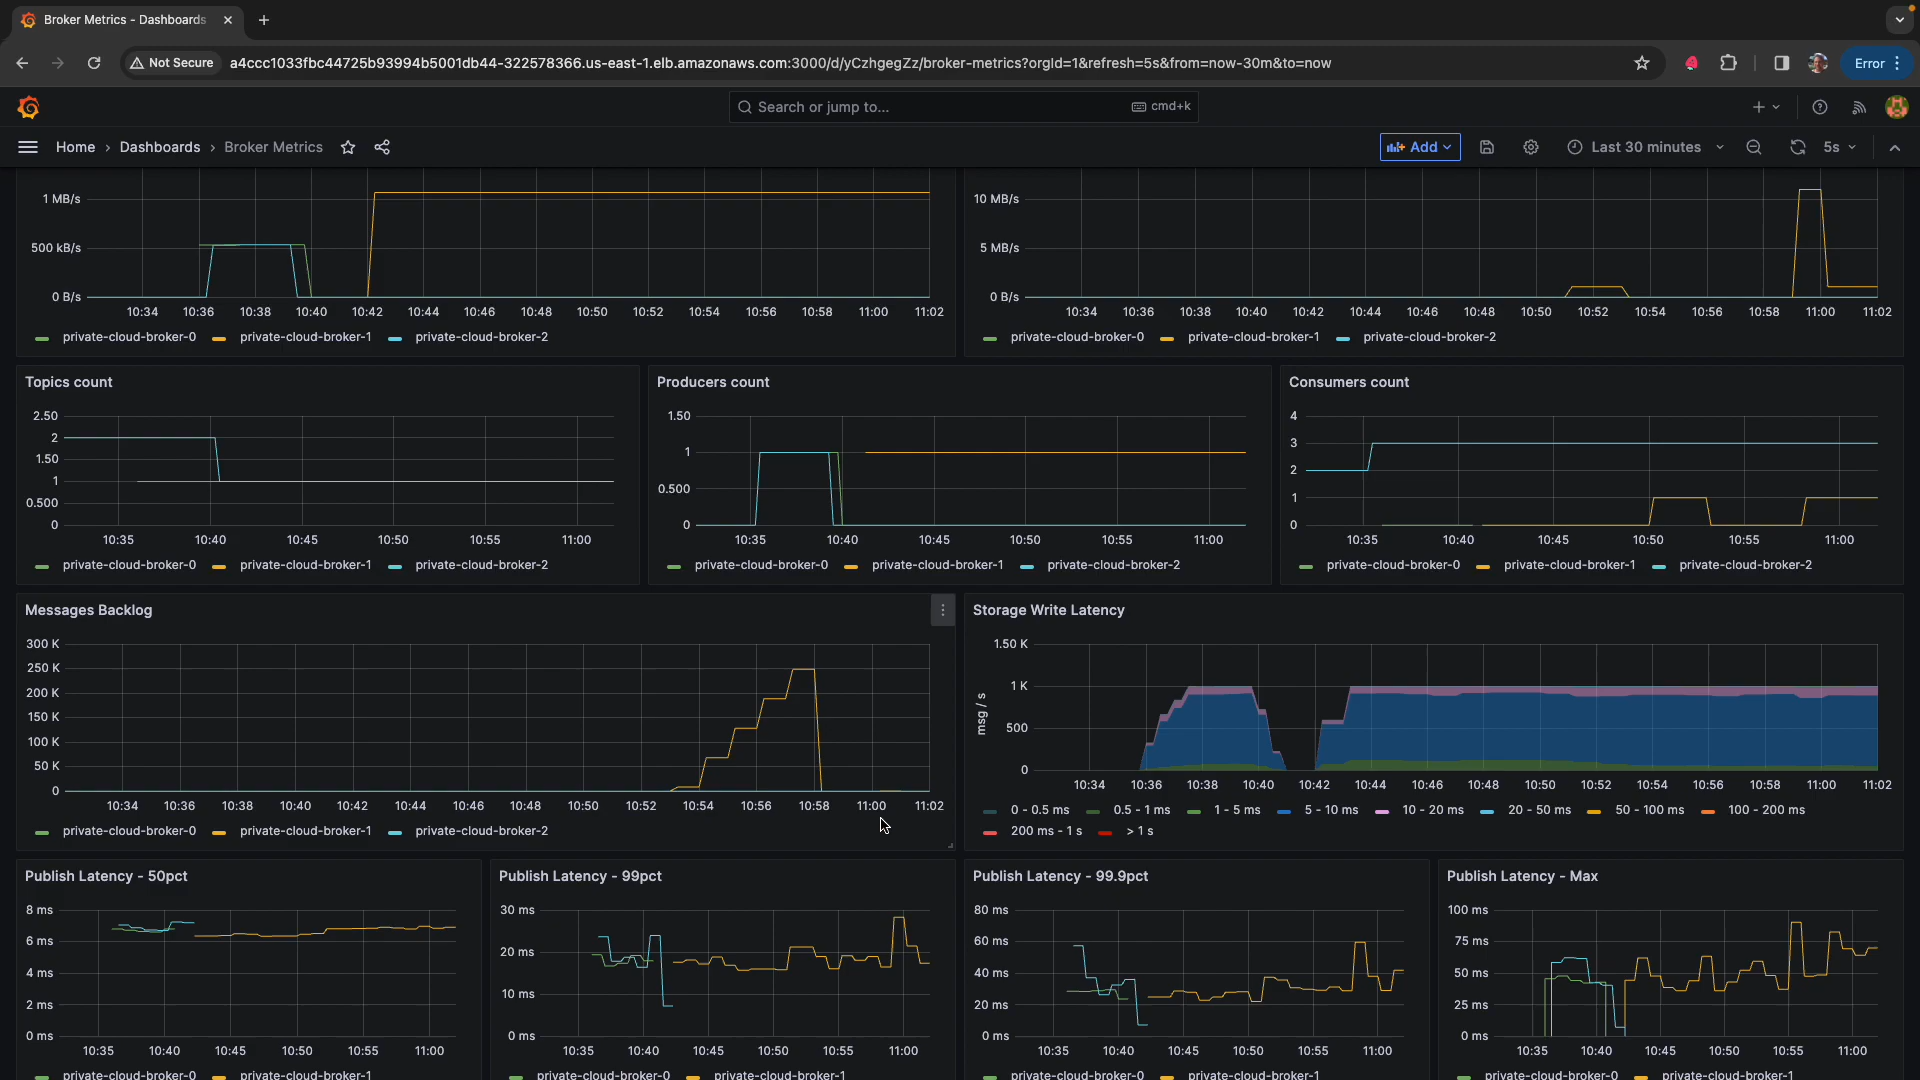 Broker Metrics - Dashboards
Not Secure
a4ccc1033fbc44725b93994b5001db44-322578366.us-east-1.elb.amazonaws.com:3000/d/yCzhgegZz/broker-metrics?orgId=1&refresh=5s&from=now-30m&to=now
Error
Search or jump to...
cmd+k
Home › Dashboards › Broker Metrics
Add
Last 30 minutes
5s
1 MB/s
500 kB/s
0 B/s
10:34 10:36 10:38 10:40 10:42 10:44 10:46 10:48 10:50 10:52 10:54 10:56 10:58 11:00 11:02
private-cloud-broker-0 private-cloud-broker-1 private-cloud-broker-2
10 MB/s
5 MB/s
0 B/s
10:34 10:36 10:38 10:40 10:42 10:44 10:46 10:48 10:50 10:52 10:54 10:56 10:58 11:00 11:02
private-cloud-broker-0 private-cloud-broker-1 private-cloud-broker-2
Topics count
2.50
2
1.50
1
0.500
0
10:35 10:40 10:45 10:50 10:55 11:00
private-cloud-broker-0 private-cloud-broker-1 private-cloud-broker-2
Producers count
1.50
1
0.500
0
10:35 10:40 10:45 10:50 10:55 11:00
private-cloud-broker-0 private-cloud-broker-1 private-cloud-broker-2
Consumers count
4
3
2
1
0
10:35 10:40 10:45 10:50 10:55 11:00
private-cloud-broker-0 private-cloud-broker-1 private-cloud-broker-2
Messages Backlog
300 K
250 K
200 K
150 K
100 K
50 K
0
10:34 10:36 10:38 10:40 10:42 10:44 10:46 10:48 10:50 10:52 10:54 10:56 10:58 11:00 11:02
private-cloud-broker-0 private-cloud-broker-1 private-cloud-broker-2
Storage Write Latency
msg / s
1.50 K
1 K
500
0
10:34 10:36 10:38 10:40 10:42 10:44 10:46 10:48 10:50 10:52 10:54 10:56 10:58 11:00 11:02
0 - 0.5 ms 0.5 - 1 ms 1 - 5 ms 5 - 10 ms 10 - 20 ms 20 - 50 ms 50 - 100 ms 100 - 200 ms
200 ms - 1 s > 1 s
Publish Latency - 50pct
8 ms
6 ms
4 ms
2 ms
0 ms
10:35 10:40 10:45 10:50 10:55 11:00
private-cloud-broker-0 private-cloud-broker-1
Publish Latency - 99pct
30 ms
20 ms
10 ms
0 ms
10:35 10:40 10:45 10:50 10:55 11:00
private-cloud-broker-0 private-cloud-broker-1
Publish Latency - 99.9pct
80 ms
60 ms
40 ms
20 ms
0 ms
10:35 10:40 10:45 10:50 10:55 11:00
private-cloud-broker-0 private-cloud-broker-1
Publish Latency - Max
100 ms
75 ms
50 ms
25 ms
0 ms
10:35 10:40 10:45 10:50 10:55 11:00
private-cloud-broker-0 private-cloud-broker-1